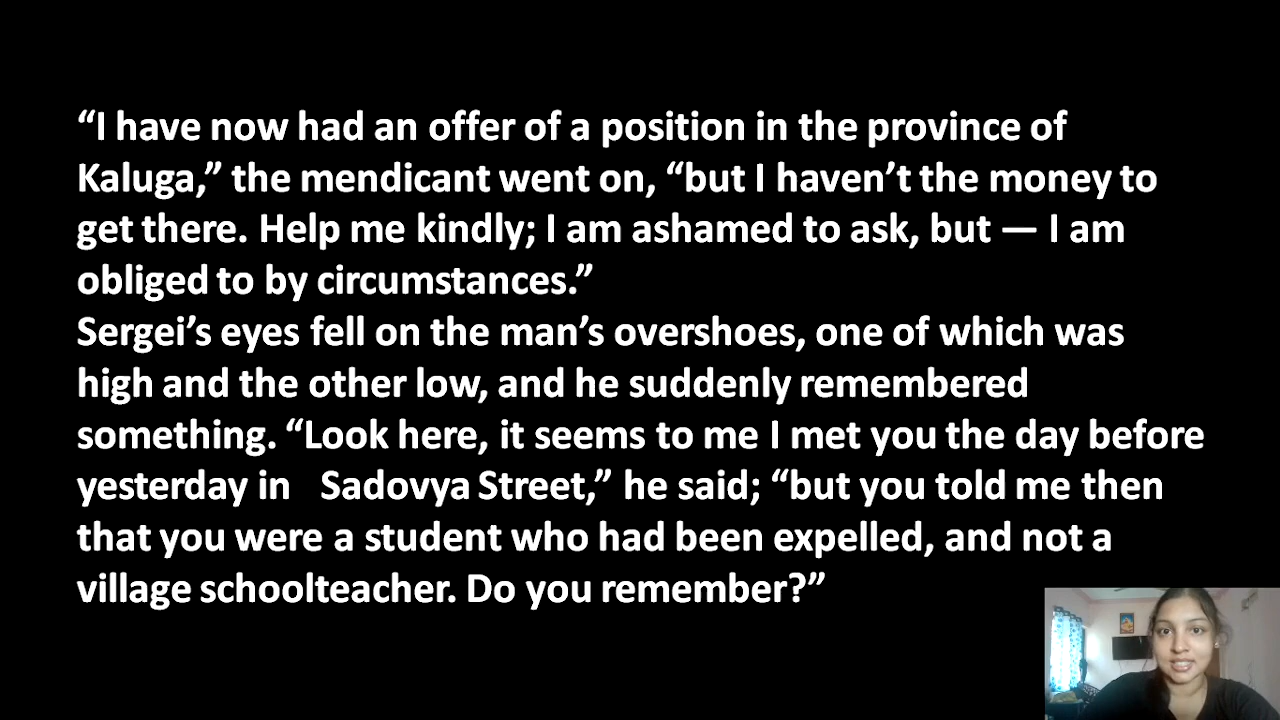 “I have now had an offer of a position in the province of
Kaluga,” the mendicant went on, “but I haven’t the money to
get there. Help me kindly; I am ashamed to ask, but — I am
obliged to by circumstances.”
Sergei’s eyes fell on the man’s overshoes, one of which was
high and the other low, and he suddenly remembered
something. “Look here, it seems to me I met you the day before
yesterday in   Sadovya Street,” he said; “but you told me then
that you were a student who had been expelled, and not a
village schoolteacher. Do you remember?”